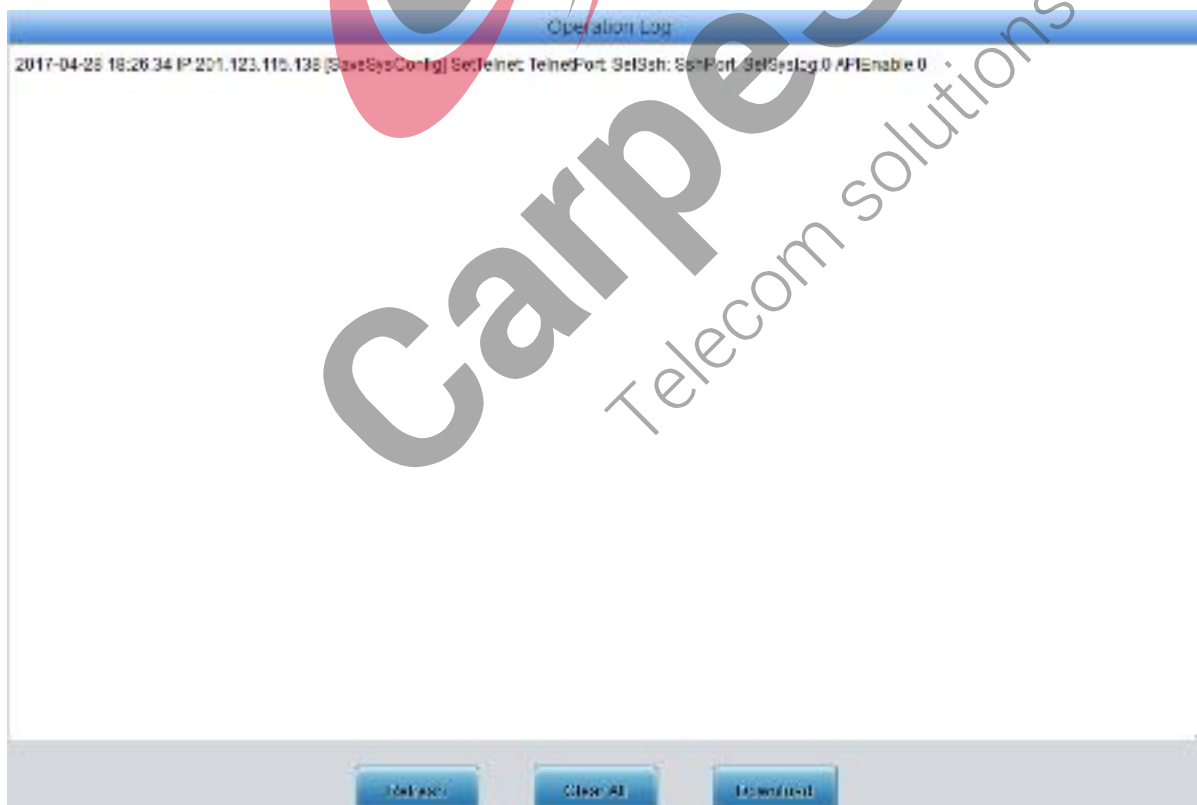 Operation Log
2017-04-28 18:26:34 IP:201.123.115.138 [SaveSysConfig] SetTelnet: TelnetPort: SetSsh: SshPort: SetSyslog:0 APIEnable:0
Carpe
Telecom solutions
Refresh
Clear All
Download